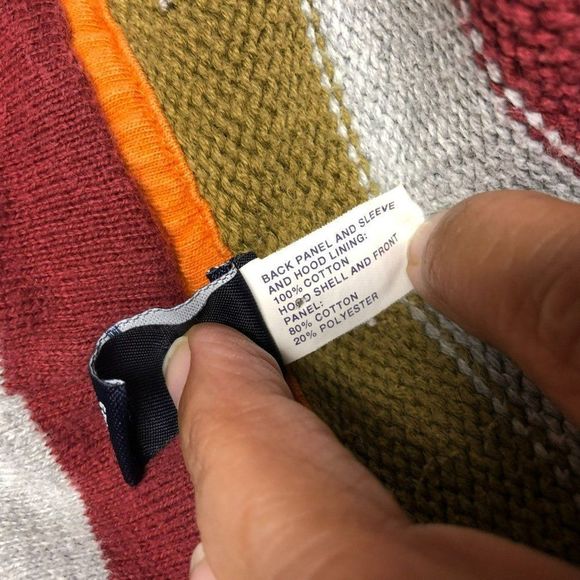 BACK PANEL AND SLEEVE
AND HOOD LINING:
100% COTTON
HOOD SHELL AND FRONT
PANEL:
80% COTTON
20% POLYESTER